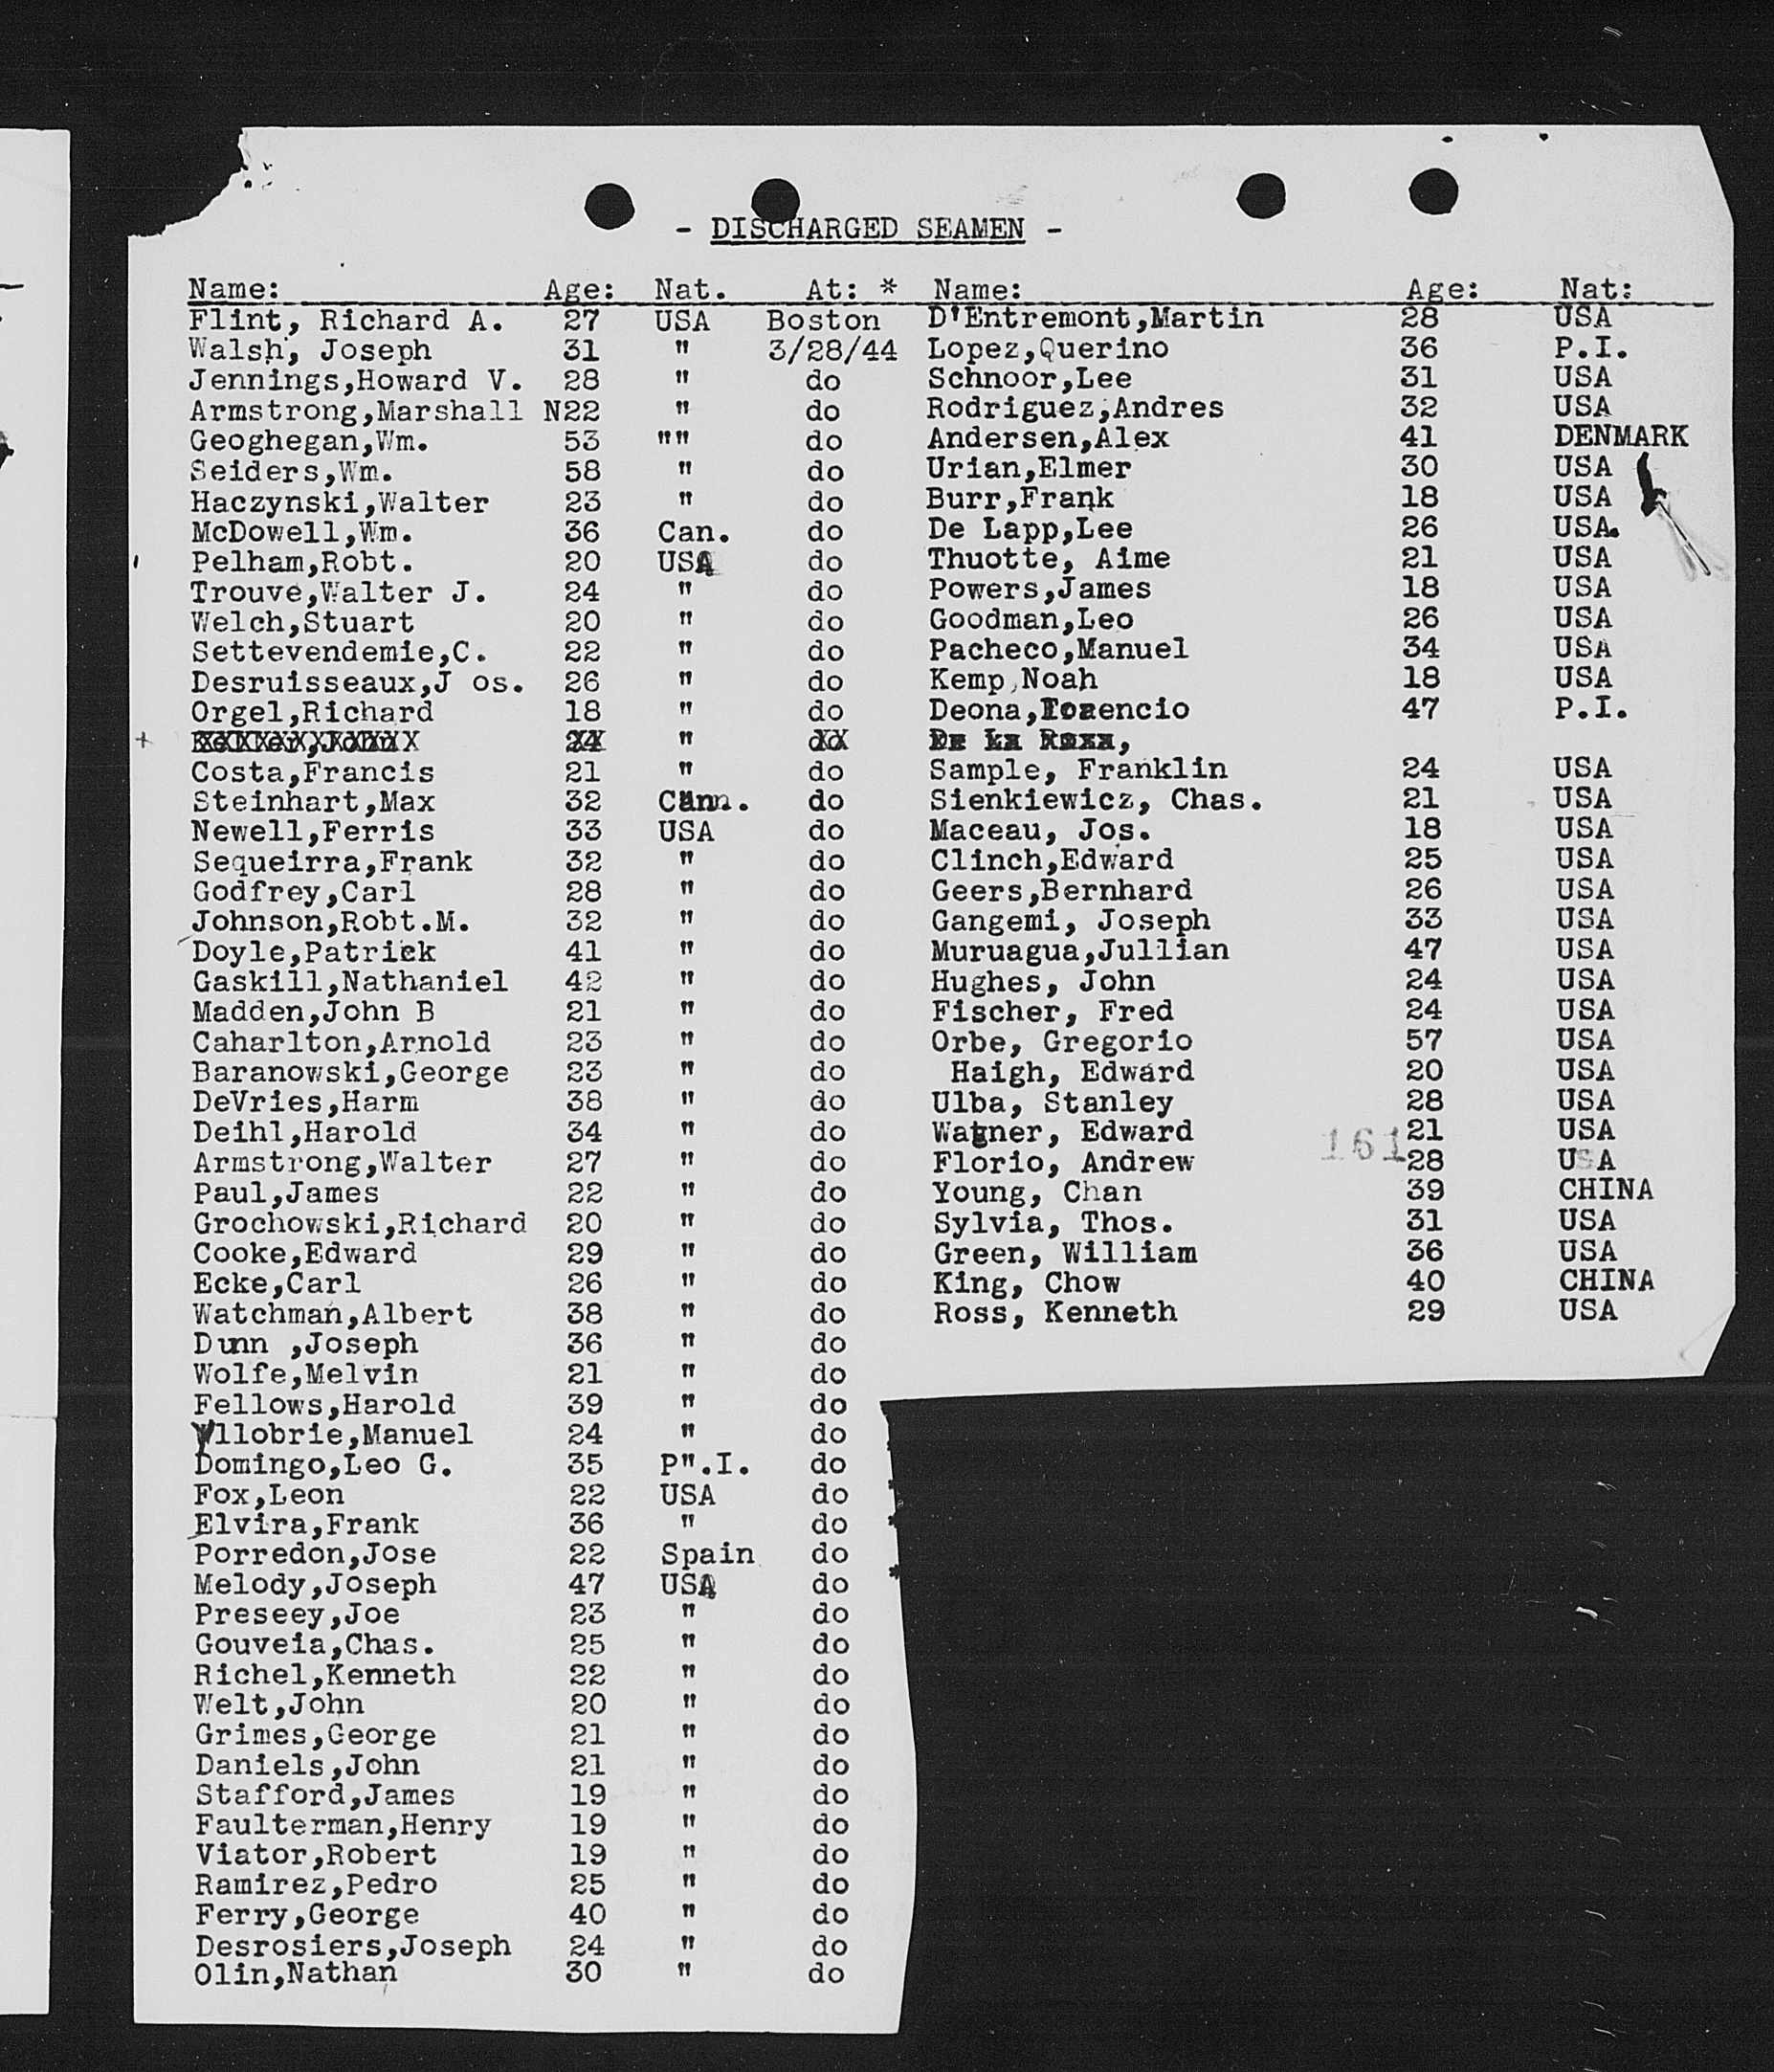 - DISCHARGED SEAMEN -
Name: Age: Nat. At: * Name: Age: Nat:
Flint, Richard A. 27 USA Boston D'Entremont,Martin 28 USA
Walsh, Joseph 31 " 3/28/44 Lopez,Querino 36 P.I.
Jennings,Howard V. 28 " do Schnoor,Lee 31 USA
Armstrong,Marshall N22 " do Rodriguez,Andres 32 USA
Geoghegan,Wm. 53 "" do Andersen,Alex 41 DENMARK
Seiders,Wm. 58 " do Urian,Elmer 30 USA
Haczynski,Walter 23 " do Burr,Frank 18 USA
McDowell,Wm. 36 Can. do De Lapp,Lee 26 USA.
Pelham,Robt. 20 USA do Thuotte, Aime 21 USA
Trouve,Walter J. 24 " do Powers,James 18 USA
Welch,Stuart 20 " do Goodman,Leo 26 USA
Settevendemie,C. 22 " do Pacheco,Manuel 34 USA
Desruisseaux,J os. 26 " do Kemp,Noah 18 USA
Orgel,Richard 18 " do Deona, 47 P.I.
+ 24 " do De La Rosa,
Costa,Francis 21 " do Sample, Franklin 24 USA
Steinhart,Max 32 Can. do Sienkiewicz, Chas. 21 USA
Newell,Ferris 33 USA do Maceau, Jos. 18 USA
Sequeirra,Frank 32 " do Clinch,Edward 25 USA
Godfrey,Carl 28 " do Geers,Bernhard 26 USA
Johnson,Robt.M. 32 " do Gangemi, Joseph 33 USA
Doyle,Patrick 41 " do Muruagua,Jullian 47 USA
Gaskill,Nathaniel 42 " do Hughes, John 24 USA
Madden,John B 21 " do Fischer, Fred 24 USA
Caharlton,Arnold 23 " do Orbe, Gregorio 57 USA
Baranowski,George 23 " do Haigh, Edward 20 USA
DeVries,Harm 38 " do Ulba, Stanley 28 USA
Deihl,Harold 34 " do Wagner, Edward 161 21 USA
Armstrong,Walter 27 " do Florio, Andrew 28 USA
Paul,James 22 " do Young, Chan 39 CHINA
Grochowski,Richard 20 " do Sylvia, Thos. 31 USA
Cooke,Edward 29 " do Green, William 36 USA
Ecke,Carl 26 " do King, Chow 40 CHINA
Watchman,Albert 38 " do Ross, Kenneth 29 USA
Dunn ,Joseph 36 " do
Wolfe,Melvin 21 " do
Fellows,Harold 39 " do
Yllobrie,Manuel 24 " do
Domingo,Leo G. 35 P".I. do
Fox,Leon 22 USA do
Elvira,Frank 36 " do
Porredon,Jose 22 Spain do
Melody,Joseph 47 USA do
Preseey,Joe 23 " do
Gouveia,Chas. 25 " do
Richel,Kenneth 22 " do
Welt,John 20 " do
Grimes,George 21 " do
Daniels,John 21 " do
Stafford,James 19 " do
Faulterman,Henry 19 " do
Viator,Robert 19 " do
Ramirez,Pedro 25 " do
Ferry,George 40 " do
Desrosiers,Joseph 24 " do
Olin,Nathan 30 " do